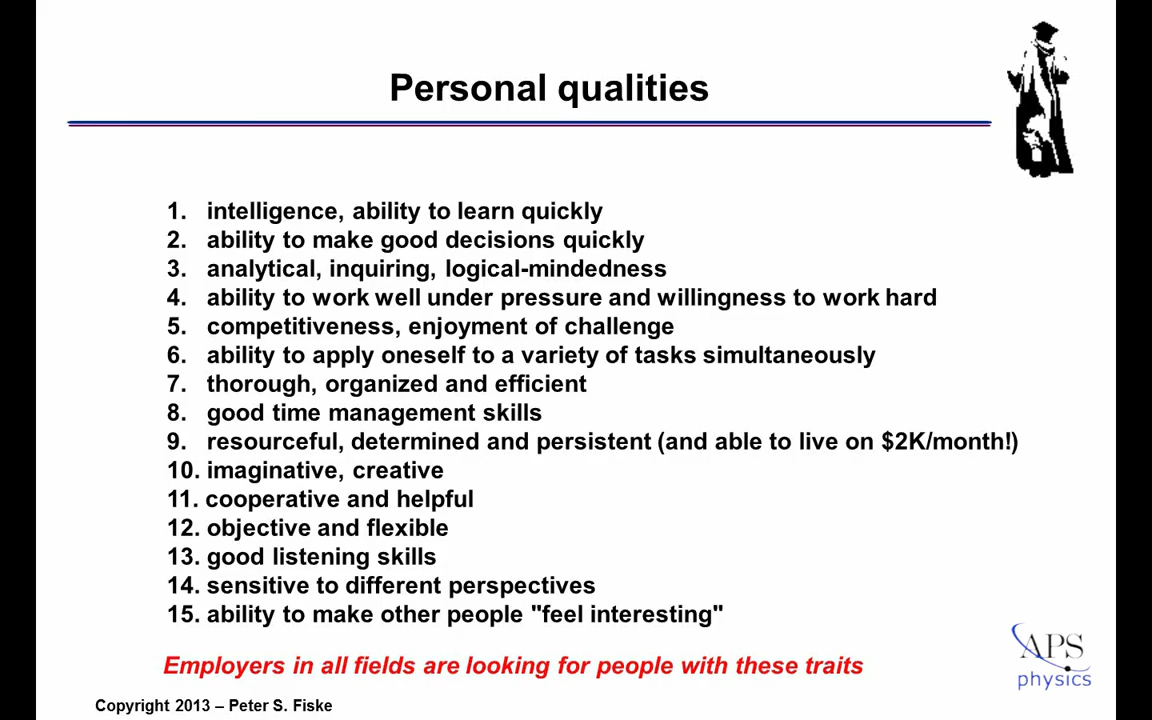 Personal qualities
1. intelligence, ability to learn quickly
2. ability to make good decisions quickly
3. analytical, inquiring, logical-mindedness
4. ability to work well under pressure and willingness to work hard
5. competitiveness, enjoyment of challenge
6. ability to apply oneself to a variety of tasks simultaneously
7. thorough, organized and efficient
8. good time management skills
9. resourceful, determined and persistent (and able to live on $2K/month!)
10. imaginative, creative
11. cooperative and helpful
12. objective and flexible
13. good listening skills
14. sensitive to different perspectives
15. ability to make other people "feel interesting"
Employers in all fields are looking for people with these traits
Copyright 2013 – Peter S. Fiske
APS
physics